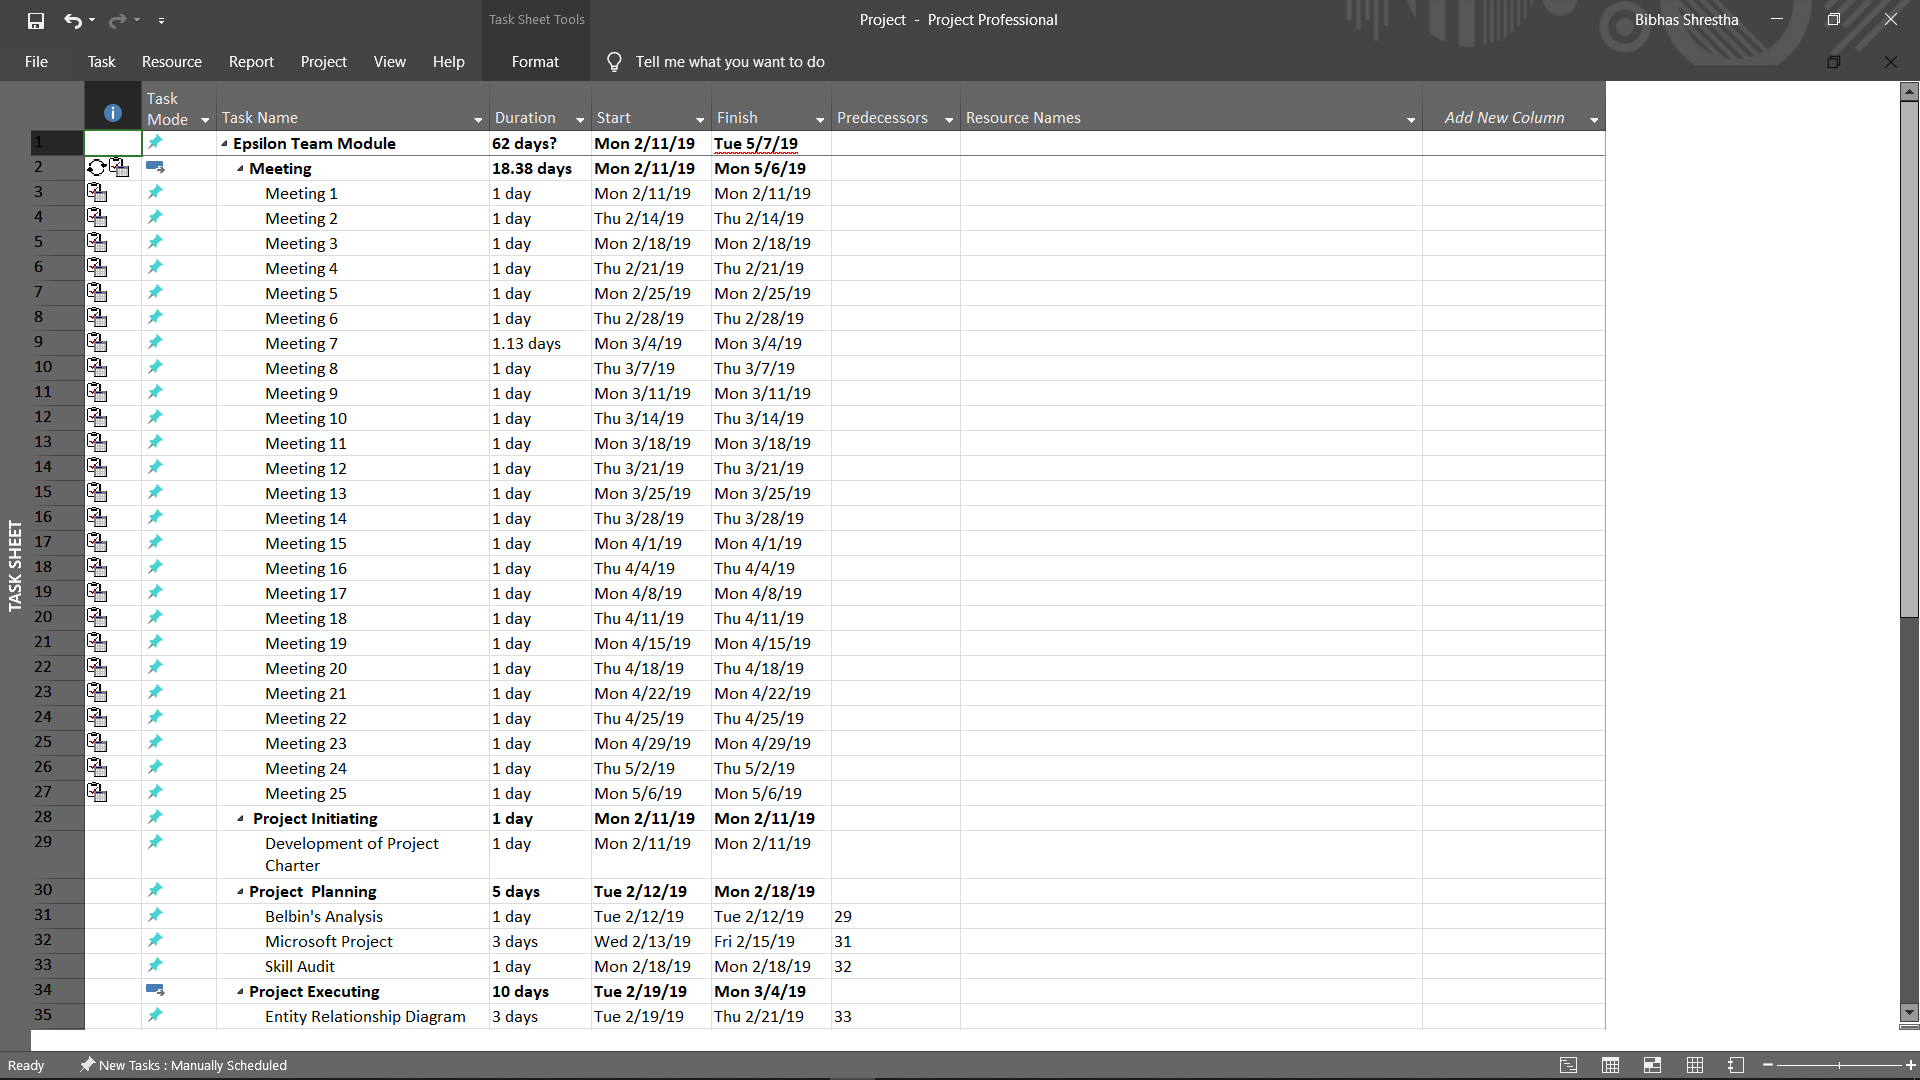 Task Sheet Tools
Project - Project Professional
Bibhas Shrestha
File Task Resource Report Project View Help Format Tell me what you want to do
Task Mode Task Name Duration Start Finish Predecessors Resource Names Add New Column
1 Epsilon Team Module 62 days? Mon 2/11/19 Tue 5/7/19
2 Meeting 18.38 days Mon 2/11/19 Mon 5/6/19
3 Meeting 1 1 day Mon 2/11/19 Mon 2/11/19
4 Meeting 2 1 day Thu 2/14/19 Thu 2/14/19
5 Meeting 3 1 day Mon 2/18/19 Mon 2/18/19
6 Meeting 4 1 day Thu 2/21/19 Thu 2/21/19
7 Meeting 5 1 day Mon 2/25/19 Mon 2/25/19
8 Meeting 6 1 day Thu 2/28/19 Thu 2/28/19
9 Meeting 7 1.13 days Mon 3/4/19 Mon 3/4/19
10 Meeting 8 1 day Thu 3/7/19 Thu 3/7/19
11 Meeting 9 1 day Mon 3/11/19 Mon 3/11/19
12 Meeting 10 1 day Thu 3/14/19 Thu 3/14/19
13 Meeting 11 1 day Mon 3/18/19 Mon 3/18/19
14 Meeting 12 1 day Thu 3/21/19 Thu 3/21/19
15 Meeting 13 1 day Mon 3/25/19 Mon 3/25/19
16 Meeting 14 1 day Thu 3/28/19 Thu 3/28/19
17 Meeting 15 1 day Mon 4/1/19 Mon 4/1/19
18 Meeting 16 1 day Thu 4/4/19 Thu 4/4/19
19 Meeting 17 1 day Mon 4/8/19 Mon 4/8/19
20 Meeting 18 1 day Thu 4/11/19 Thu 4/11/19
21 Meeting 19 1 day Mon 4/15/19 Mon 4/15/19
22 Meeting 20 1 day Thu 4/18/19 Thu 4/18/19
23 Meeting 21 1 day Mon 4/22/19 Mon 4/22/19
24 Meeting 22 1 day Thu 4/25/19 Thu 4/25/19
25 Meeting 23 1 day Mon 4/29/19 Mon 4/29/19
26 Meeting 24 1 day Thu 5/2/19 Thu 5/2/19
27 Meeting 25 1 day Mon 5/6/19 Mon 5/6/19
28 Project Initiating 1 day Mon 2/11/19 Mon 2/11/19
29 Development of Project 1 day Mon 2/11/19 Mon 2/11/19
Charter
30 Project  Planning 5 days Tue 2/12/19 Mon 2/18/19
31 Belbin's Analysis 1 day Tue 2/12/19 Tue 2/12/19 29
32 Microsoft Project 3 days Wed 2/13/19 Fri 2/15/19 31
33 Skill Audit 1 day Mon 2/18/19 Mon 2/18/19 32
34 Project Executing 10 days Tue 2/19/19 Mon 3/4/19
35 Entity Relationship Diagram 3 days Tue 2/19/19 Thu 2/21/19 33
TASK SHEET
Ready New Tasks : Manually Scheduled